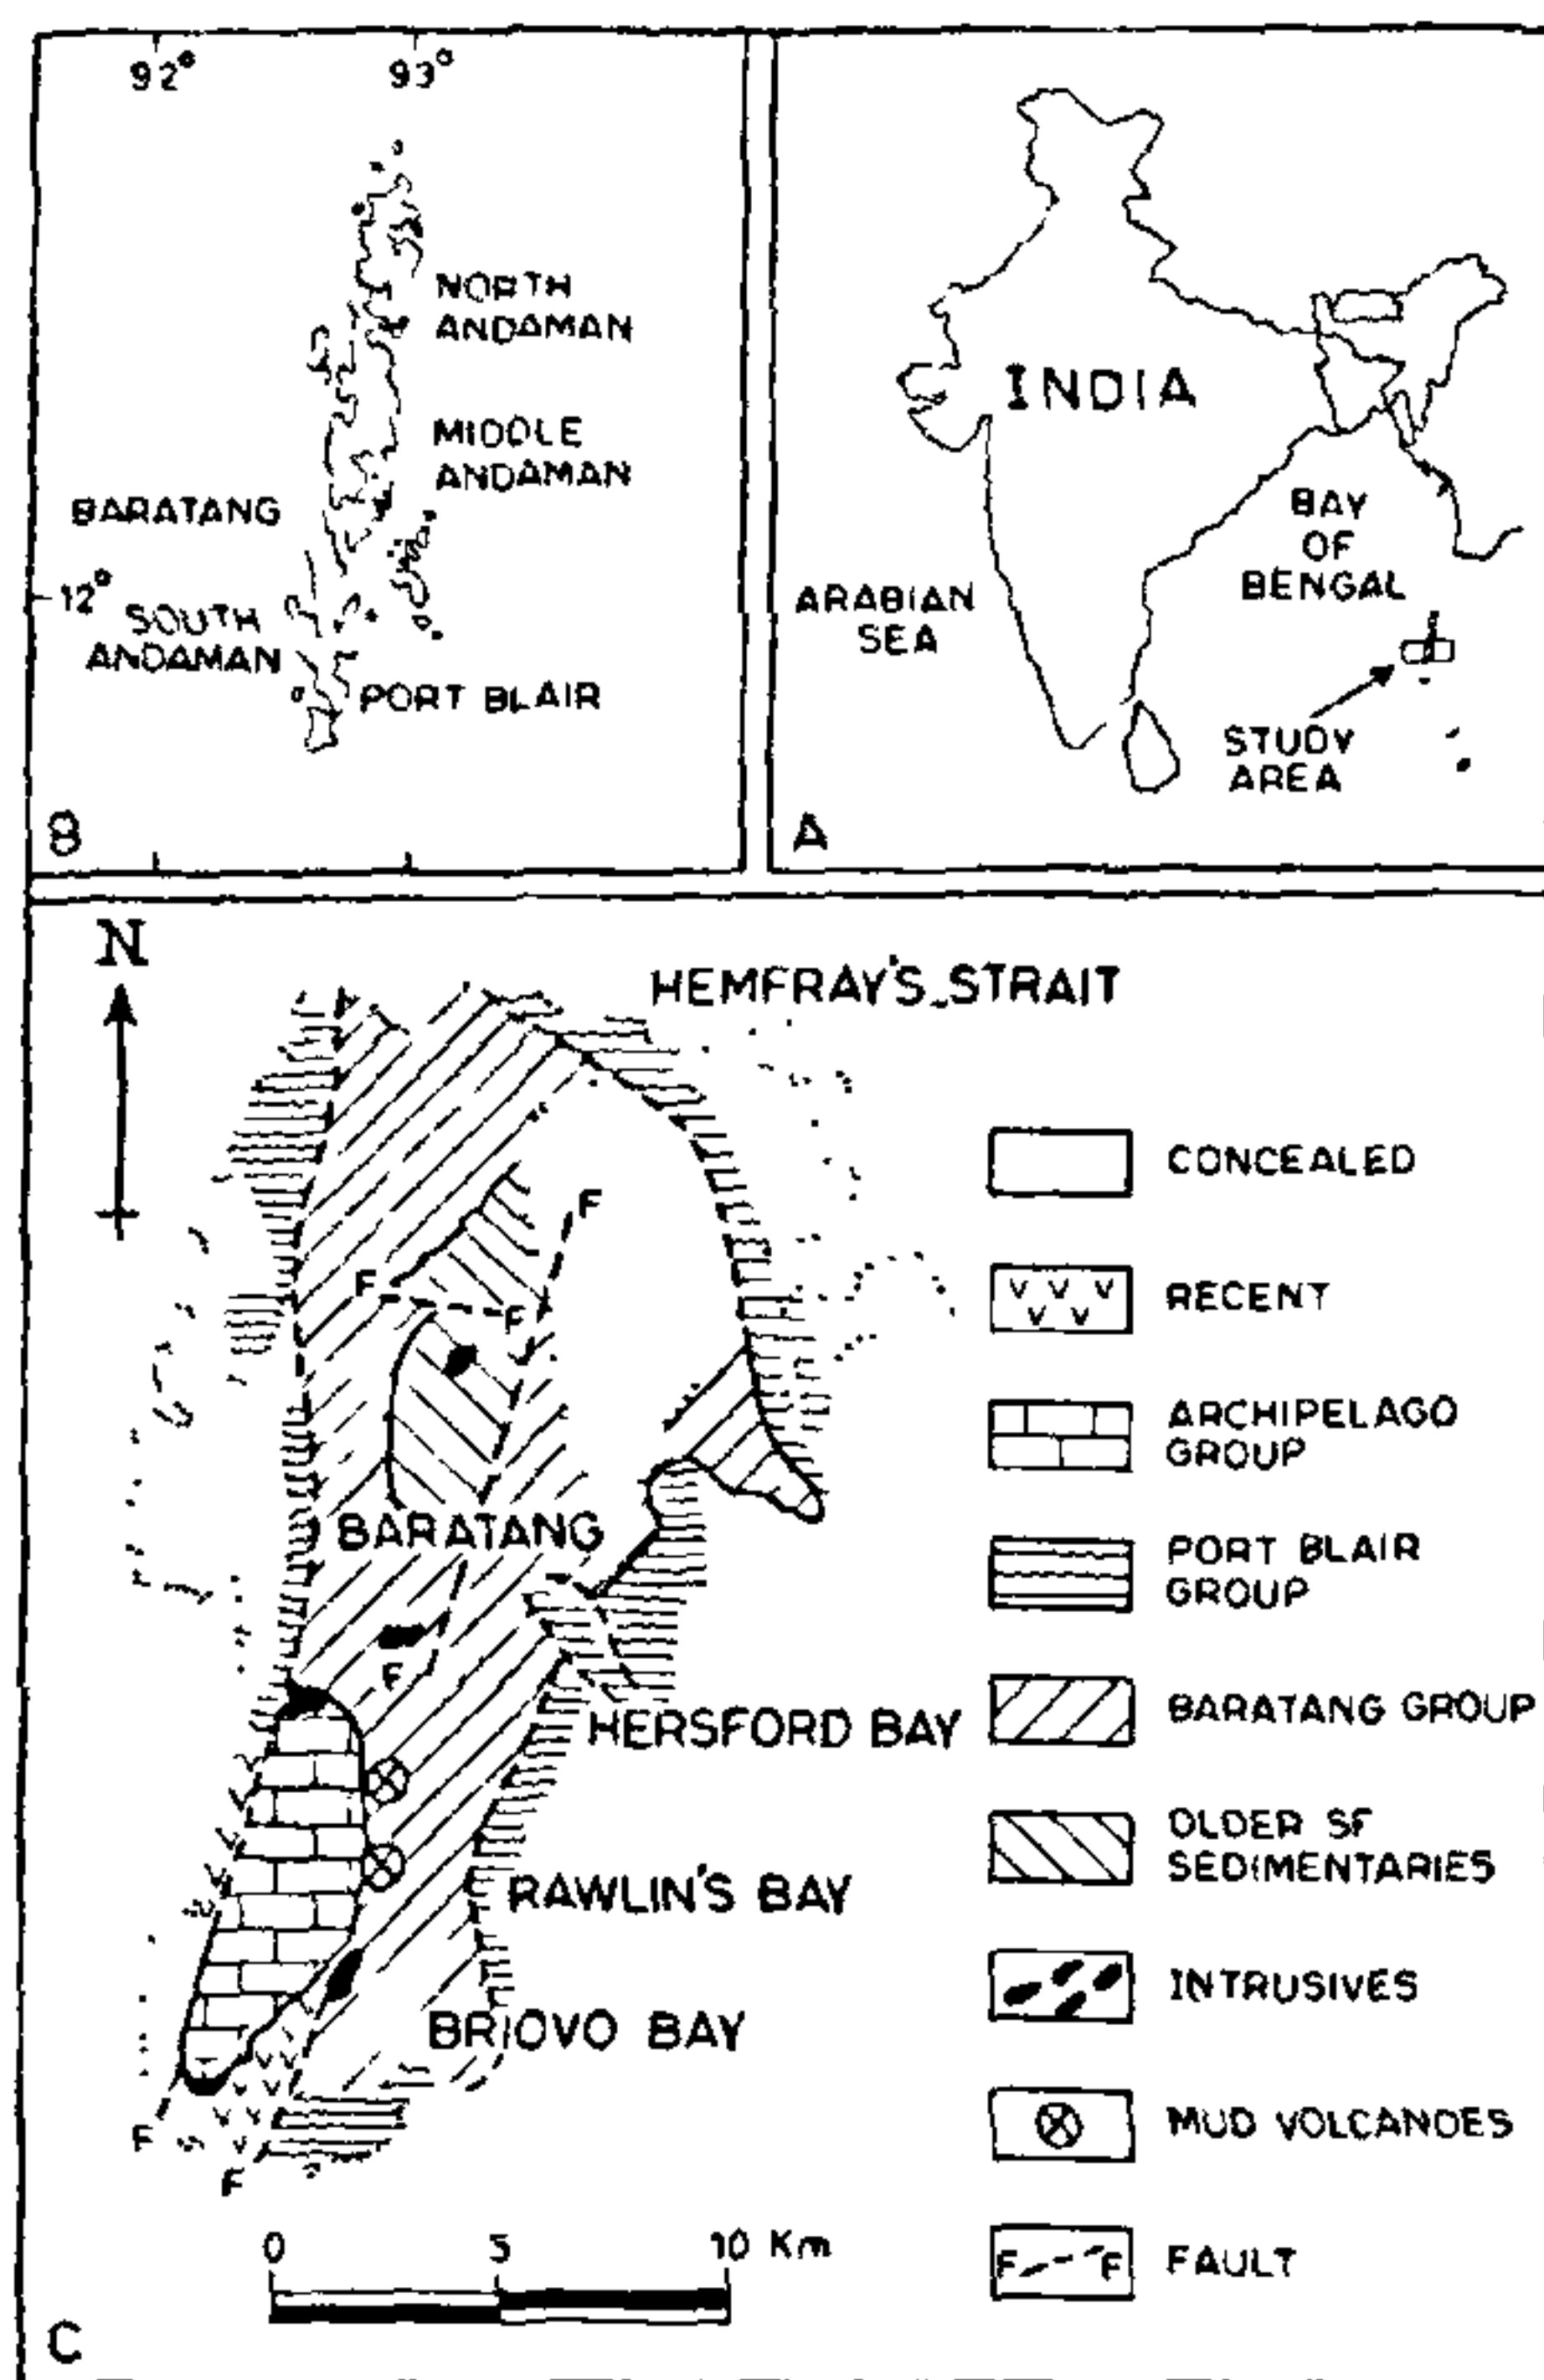 92°
93°
NORTH
ANDAMAN
MIDDLE
ANDAMAN
BARATANG
12°
SOUTH
ANDAMAN
PORT BLAIR
B
INDIA
BAY
OF
BENGAL
ARABIAN
SEA
STUDY
AREA
A
N
HEMFRAY'S STRAIT
F
F
F
BARATANG
F
HERSFORD BAY
RAWLIN'S BAY
BRIOVO BAY
F
F
0 5 10 Km
C
CONCEALED
V V V
V V
RECENT
ARCHIPELAGO
GROUP
PORT BLAIR
GROUP
BARATANG GROUP
OLDER SF
SEDIMENTARIES
INTRUSIVES
MUD VOLCANOES
F F
FAULT